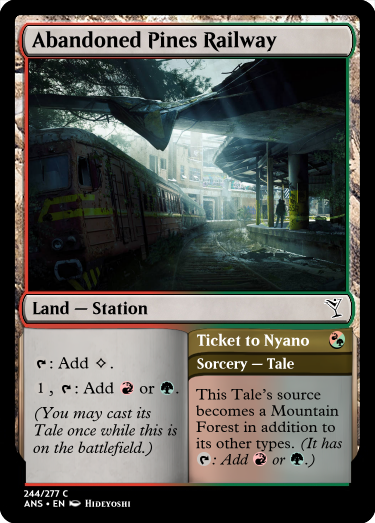 Abandoned Pines Railway
Land — Station
: Add .
1 , : Add or .
(You may cast its
Tale once while this is
on the battlefield.)
Ticket to Nyano
Sorcery — Tale
This Tale's source
becomes a Mountain
Forest in addition to
its other types. (It has
: Add or .)
244/277 C
ANS • EN Hideyoshi